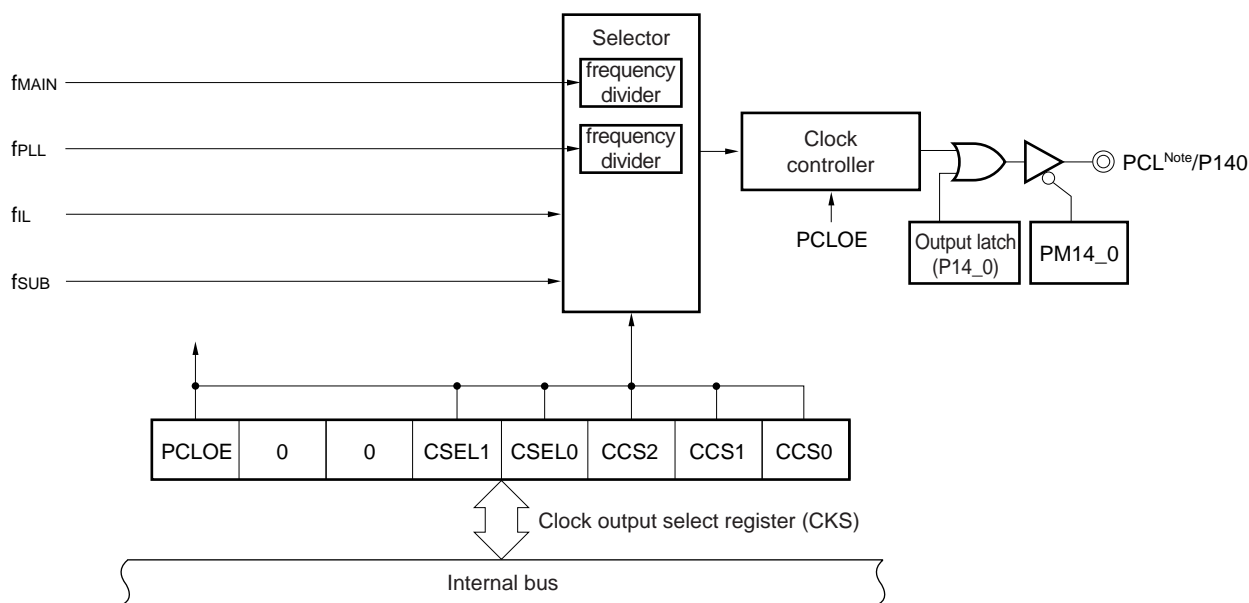 Selector
fMAIN
frequency
divider
fPLL
frequency
divider
Clock
controller
PCLNote/P140
fIL
PCLOE
Output latch
(P14_0)
PM14_0
fSUB
PCLOE 0 0 CSEL1 CSEL0 CCS2 CCS1 CCS0
Clock output select register (CKS)
Internal bus